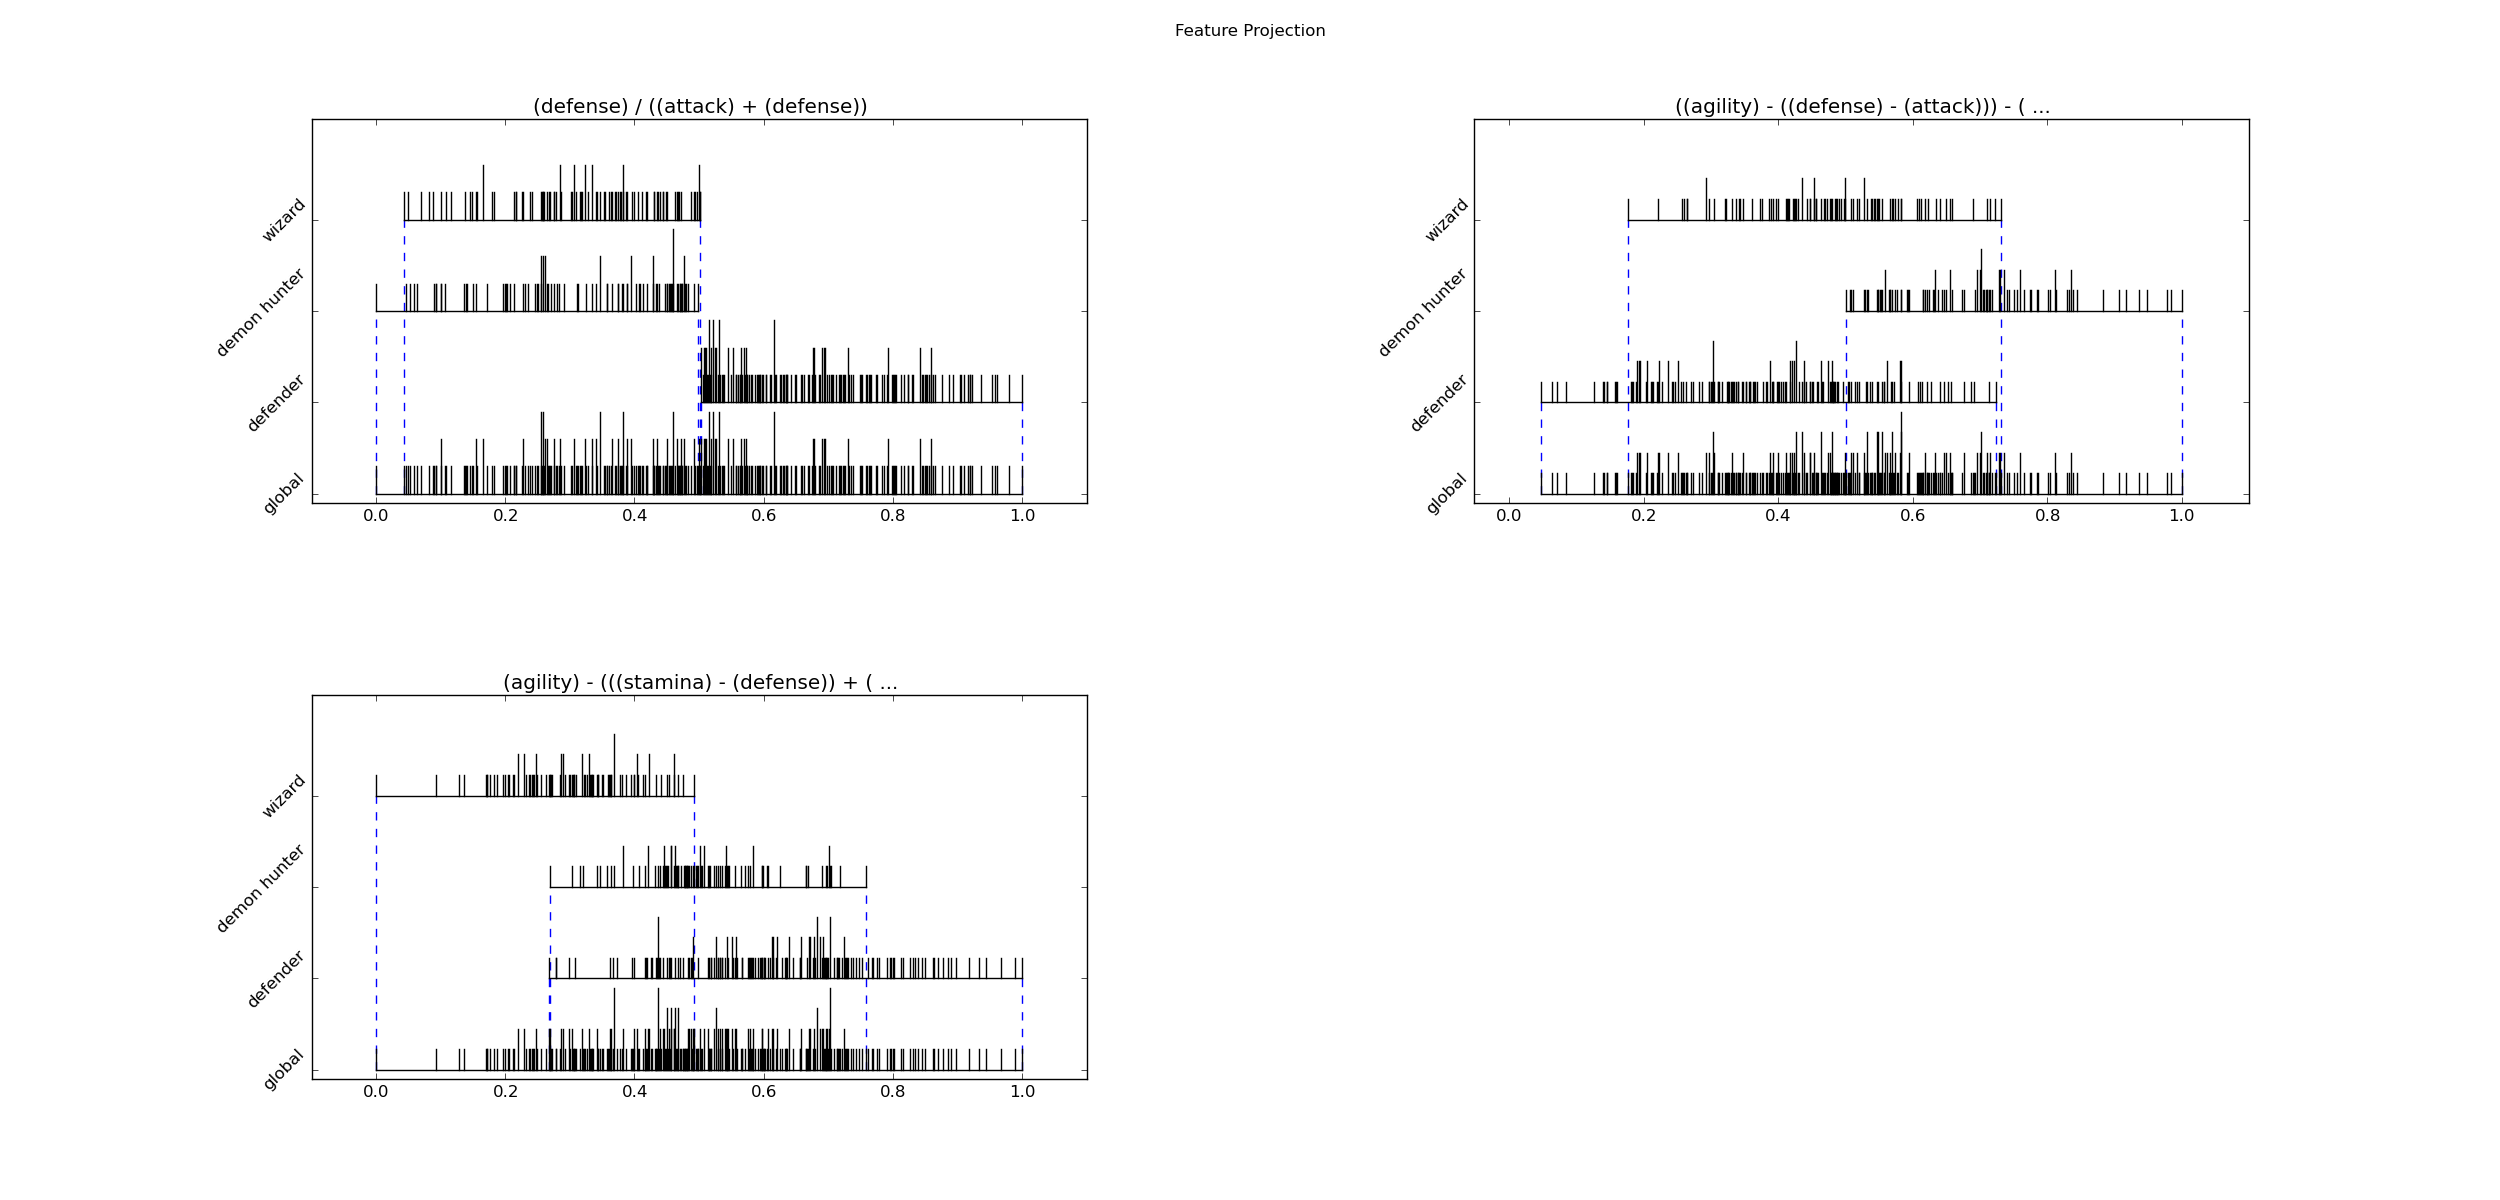 Feature Projection
(defense) / ((attack) + (defense))
wizard
demon hunter
defender
global
0.0 0.2 0.4 0.6 0.8 1.0
((agility) - ((defense) - (attack))) - ( ...
wizard
demon hunter
defender
global
0.0 0.2 0.4 0.6 0.8 1.0
(agility) - (((stamina) - (defense)) + ( ...
wizard
demon hunter
defender
global
0.0 0.2 0.4 0.6 0.8 1.0